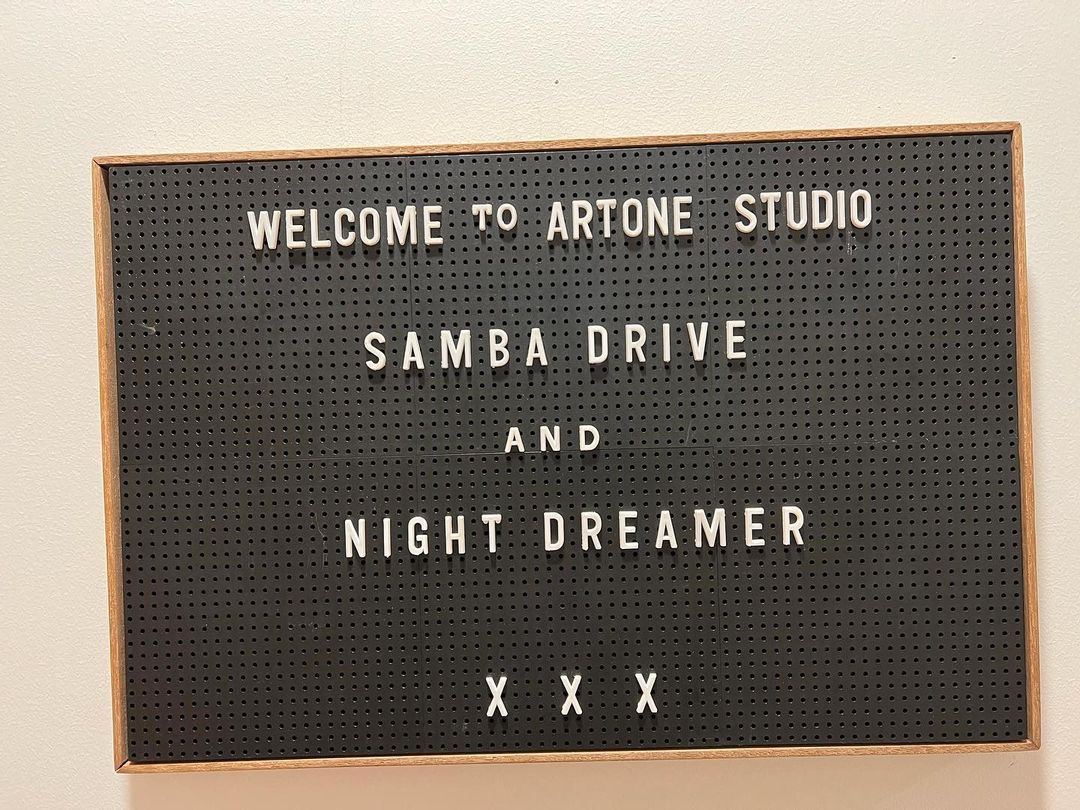 WELCOME TO ARTONE STUDIO
SAMBA DRIVE
AND
NIGHT DREAMER
X X X